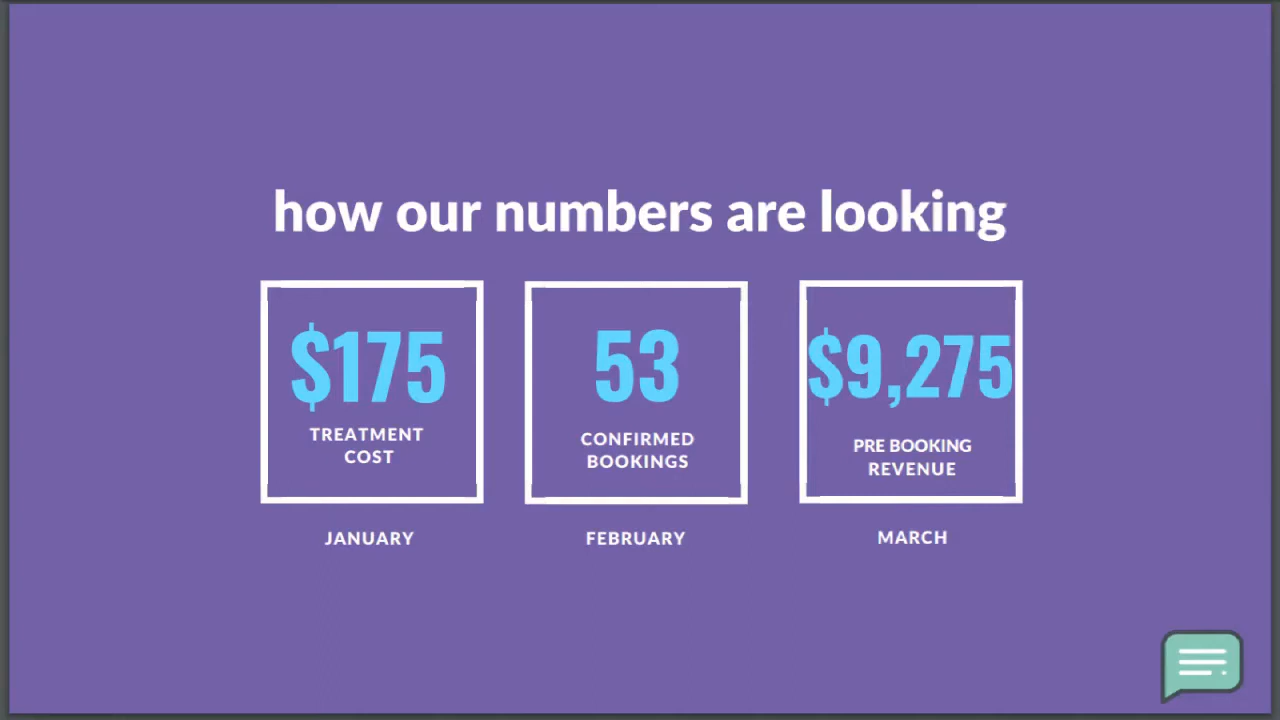 how our numbers are looking
$175
TREATMENT
COST
JANUARY
53
CONFIRMED
BOOKINGS
FEBRUARY
$9,275
PRE BOOKING
REVENUE
MARCH